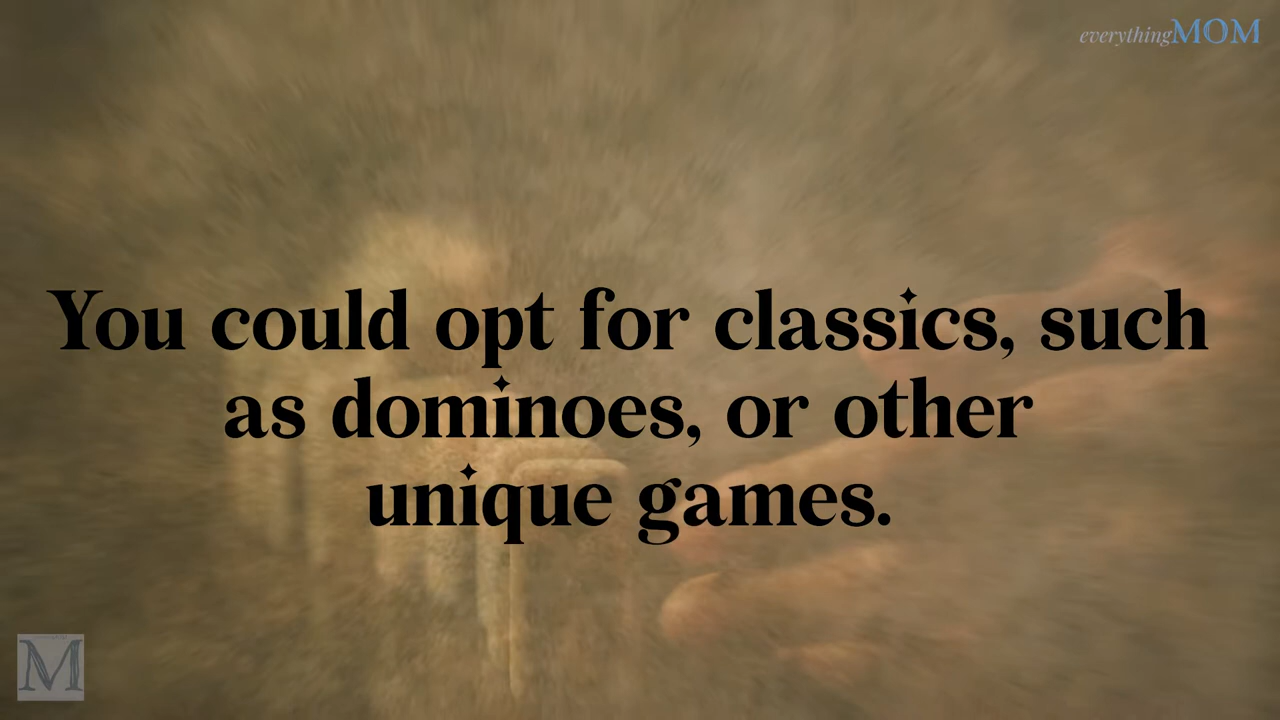 everythingMOM
You could opt for classics, such
as dominoes, or other
unique games.
M